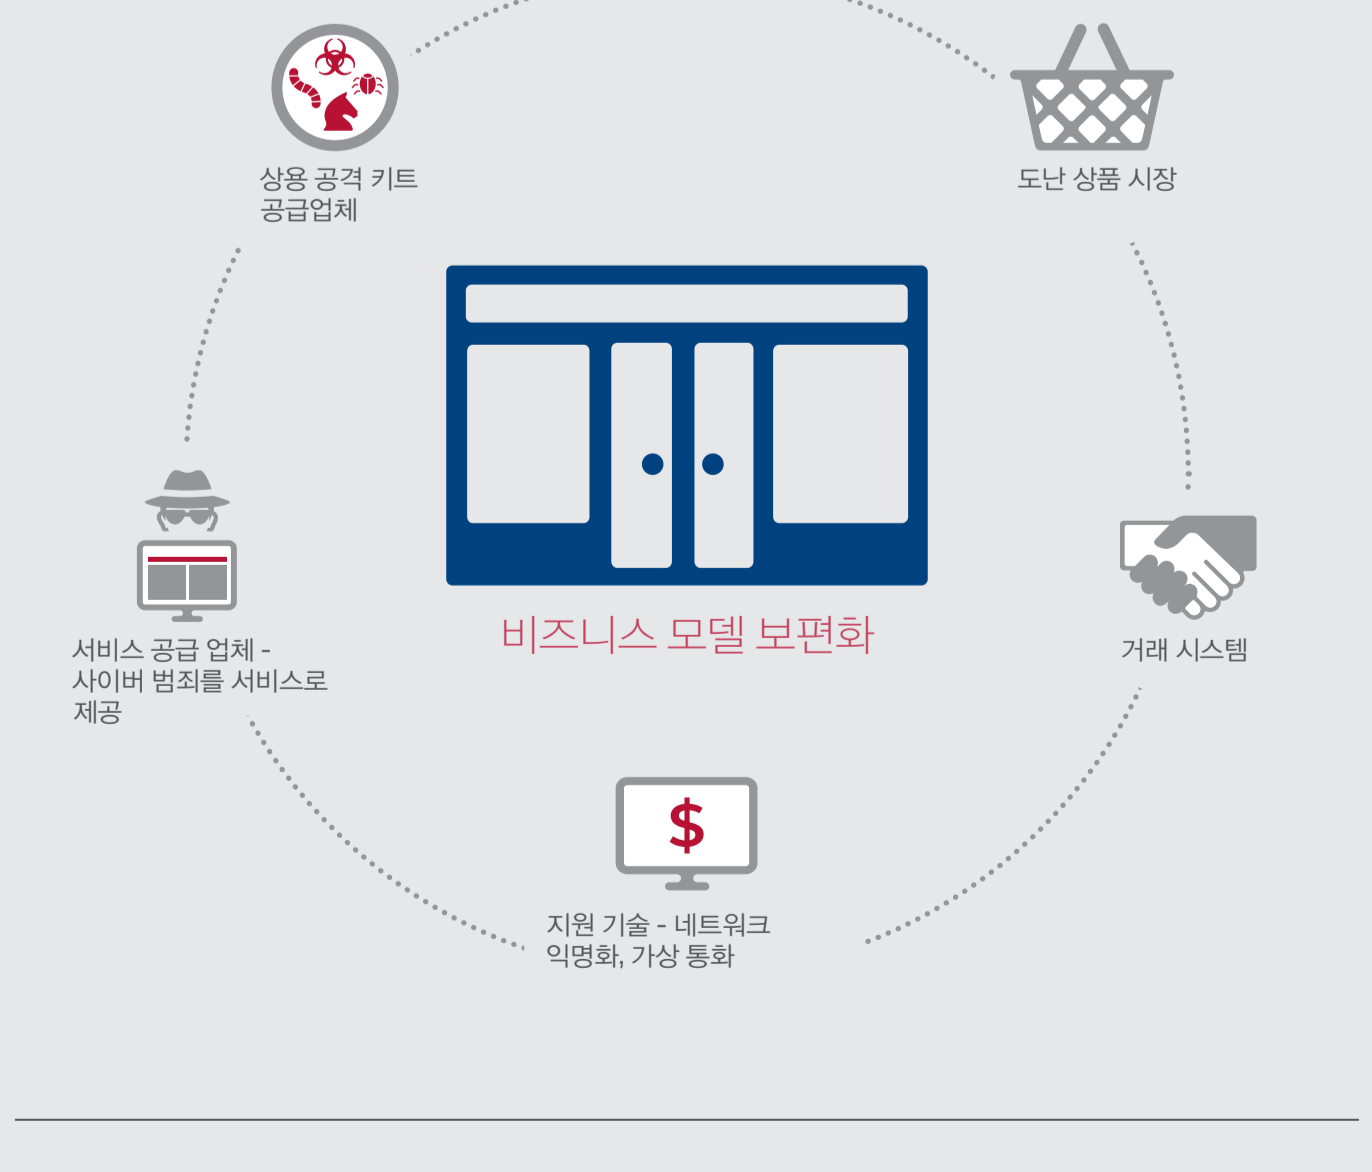 상용 공격 키트
공급업체
도난 상품 시장
비즈니스 모델 보편화
서비스 공급 업체 -
사이버 범죄를 서비스로
제공
거래 시스템
$
지원 기술 - 네트워크
익명화, 가상 통화